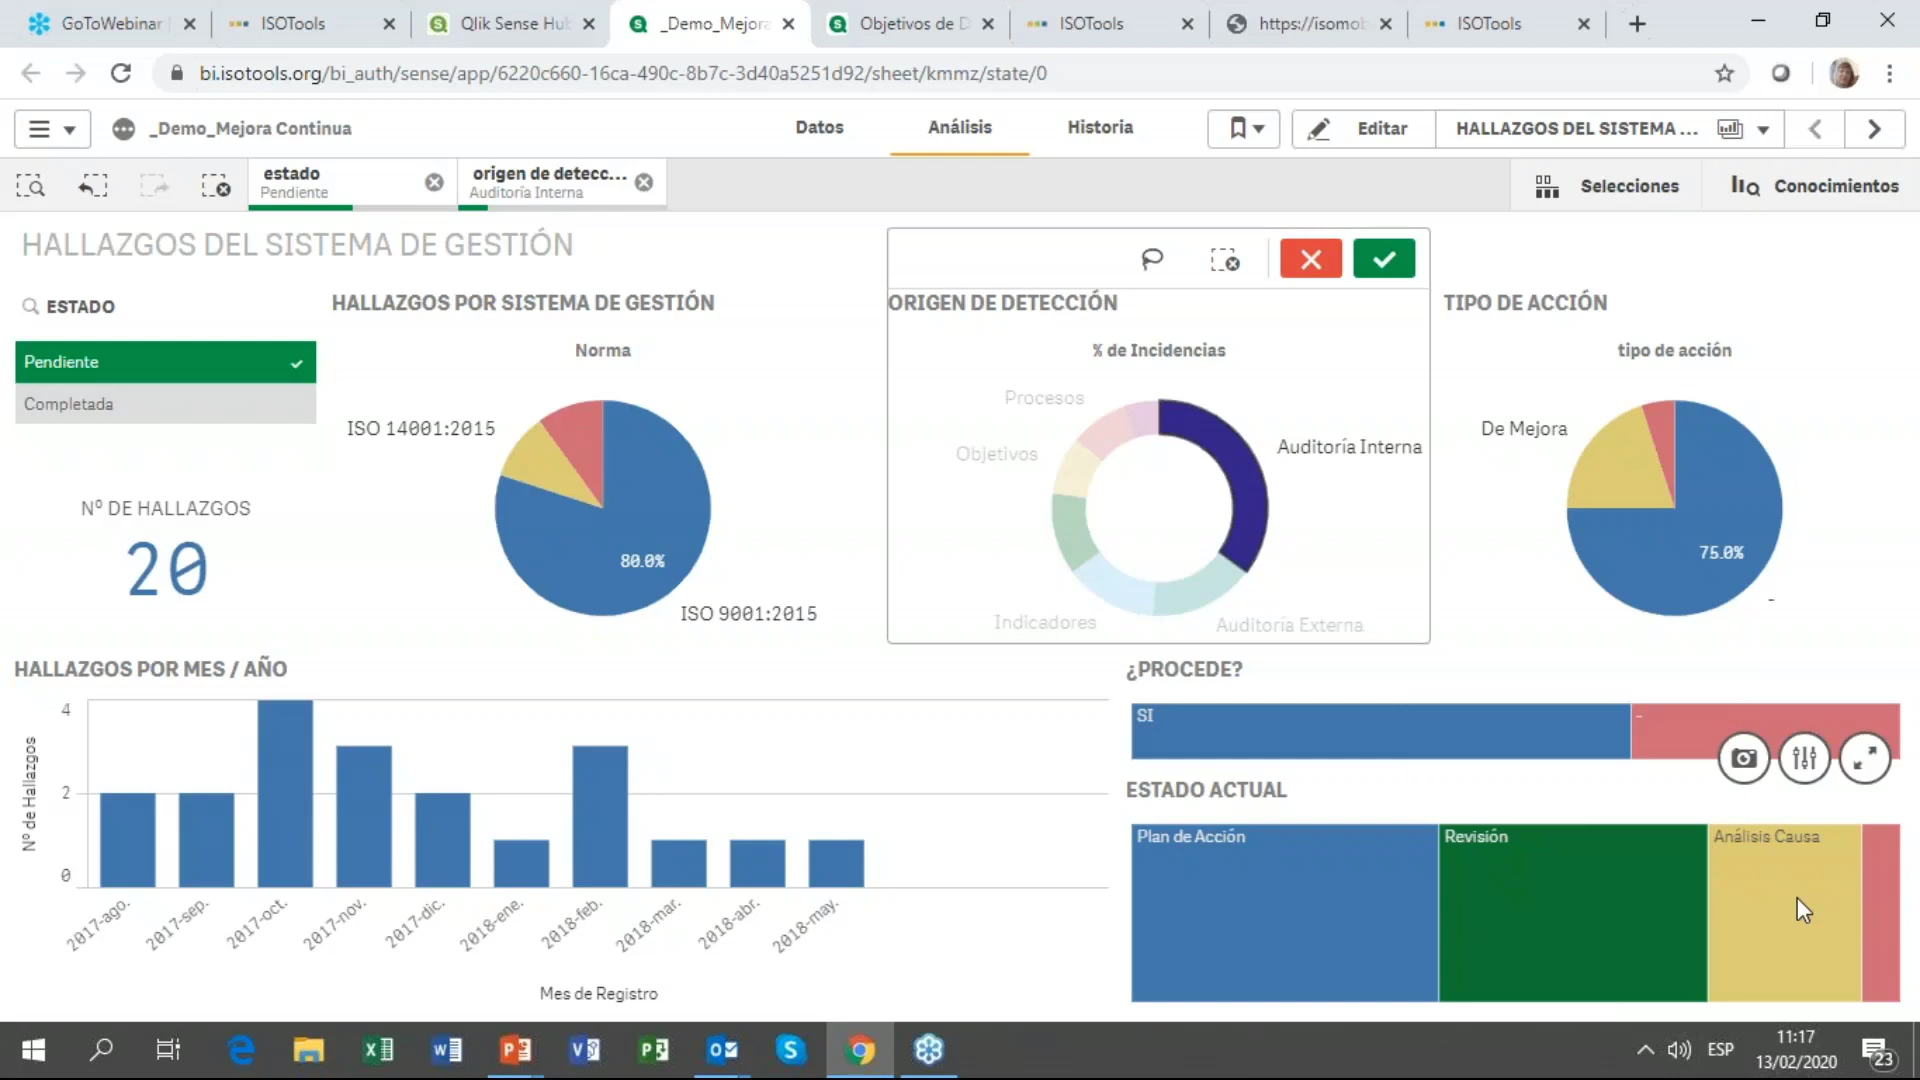 GoToWebinar
ISOTools
Qlik Sense Hub
_Demo_Mejora
Objetivos de D
ISOTools
https://isomob
ISOTools
bi.isotools.org/bi_auth/sense/app/6220c660-16ca-490c-8b7c-3d40a5251d92/sheet/kmmz/state/0
_Demo_Mejora Continua
Datos
Análisis
Historia
Editar
HALLAZGOS DEL SISTEMA ...
estado
Pendiente
origen de detecc...
Auditoría Interna
Selecciones
Conocimientos
HALLAZGOS DEL SISTEMA DE GESTIÓN
ESTADO
Pendiente
Completada
Nº DE HALLAZGOS
20
HALLAZGOS POR SISTEMA DE GESTIÓN
Norma
ISO 14001:2015
80.0%
ISO 9001:2015
ORIGEN DE DETECCIÓN
% de Incidencias
Procesos
Objetivos
Auditoría Interna
Indicadores
Auditoría Externa
TIPO DE ACCIÓN
tipo de acción
De Mejora
75.0%
-
HALLAZGOS POR MES / AÑO
Nº de Hallazgos
4
2
0
2017-ago.
2017-sep.
2017-oct.
2017-nov.
2017-dic.
2018-ene.
2018-feb.
2018-mar.
2018-abr.
2018-may.
Mes de Registro
¿PROCEDE?
SI
-
ESTADO ACTUAL
Plan de Acción
Revisión
Análisis Causa
ESP
11:17
13/02/2020
23